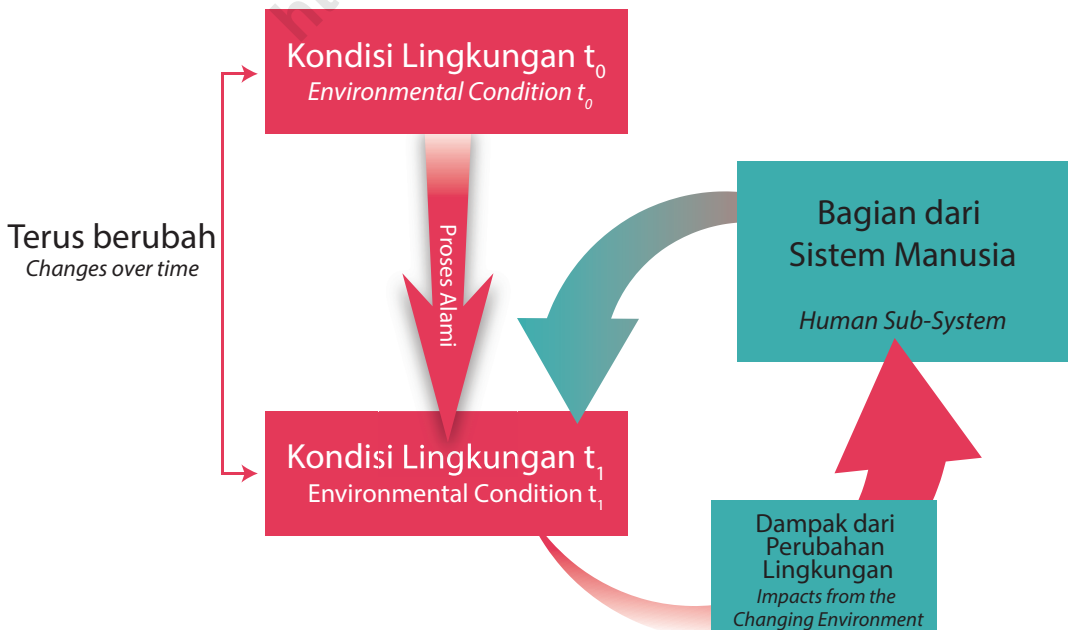 Kondisi Lingkungan t0
Environmental Condition t0
Terus berubah
Changes over time
Proses Alami
Bagian dari
Sistem Manusia
Human Sub-System
Kondisi Lingkungan t1
Environmental Condition t1
Dampak dari
Perubahan
Lingkungan
Impacts from the
Changing Environment